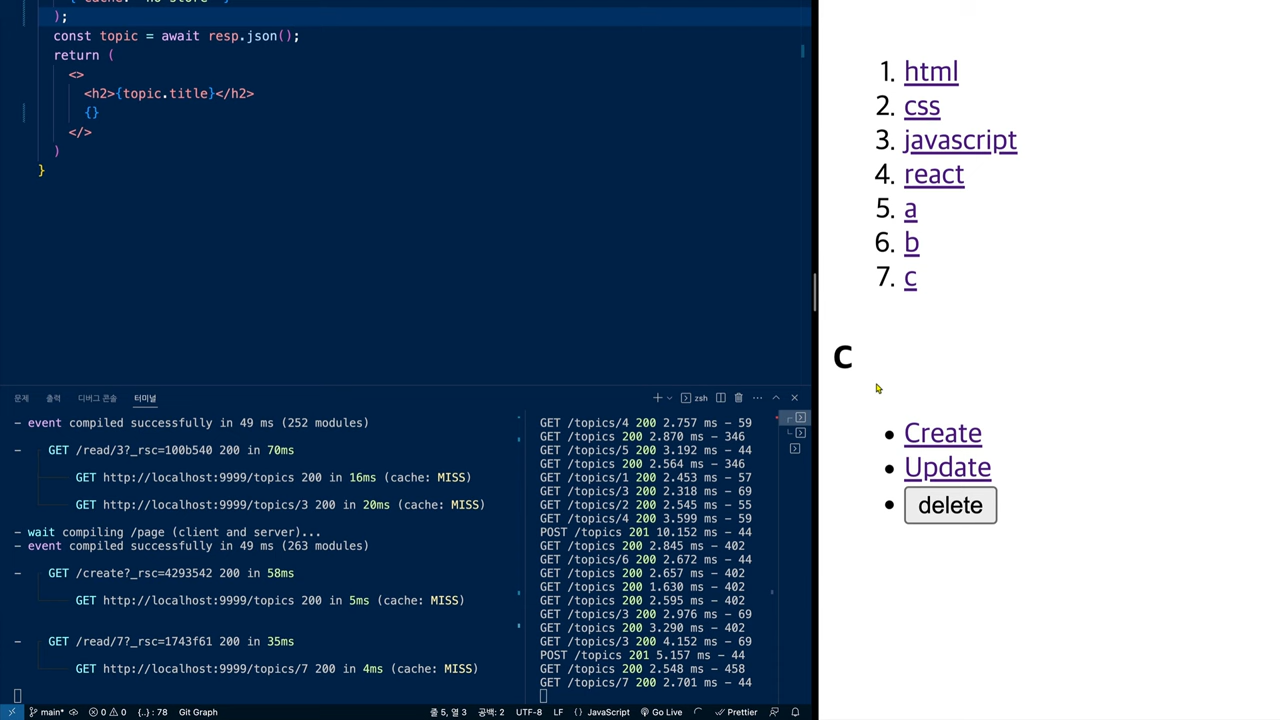 );
const topic = await resp.json();
return (
<>
<h2>{topic.title}</h2>
{}
</>
)
}
문제 출력 디버그 콘솔 터미널
zsh
– event compiled successfully in 49 ms (252 modules)
– GET /read/3?_rsc=100b540 200 in 70ms
GET http://localhost:9999/topics 200 in 16ms (cache: MISS)
GET http://localhost:9999/topics/3 200 in 20ms (cache: MISS)
– wait compiling /page (client and server)...
– event compiled successfully in 49 ms (263 modules)
– GET /create?_rsc=4293542 200 in 58ms
GET http://localhost:9999/topics 200 in 5ms (cache: MISS)
– GET /read/7?_rsc=1743f61 200 in 35ms
GET http://localhost:9999/topics/7 200 in 4ms (cache: MISS)
GET /topics/4 200 2.757 ms – 59
GET /topics 200 2.870 ms – 346
GET /topics/5 200 3.192 ms – 44
GET /topics 200 2.564 ms – 346
GET /topics/1 200 2.453 ms – 57
GET /topics/3 200 2.318 ms – 69
GET /topics/2 200 2.545 ms – 55
GET /topics/4 200 3.599 ms – 59
POST /topics 201 10.152 ms – 44
GET /topics 200 2.845 ms – 402
GET /topics/6 200 2.672 ms – 44
GET /topics 200 2.657 ms – 402
GET /topics 200 1.630 ms – 402
GET /topics 200 2.595 ms – 402
GET /topics/3 200 2.976 ms – 69
GET /topics 200 3.290 ms – 402
GET /topics/3 200 4.152 ms – 69
POST /topics 201 5.157 ms – 44
GET /topics 200 2.548 ms – 458
GET /topics/7 200 2.701 ms – 44
main* 0 0 {..} : 78 Git Graph 줄 5, 열 3 공백: 2 UTF-8 LF {} JavaScript Go Live Prettier
1. html
2. css
3. javascript
4. react
5. a
6. b
7. c
c
• Create
• Update
• delete